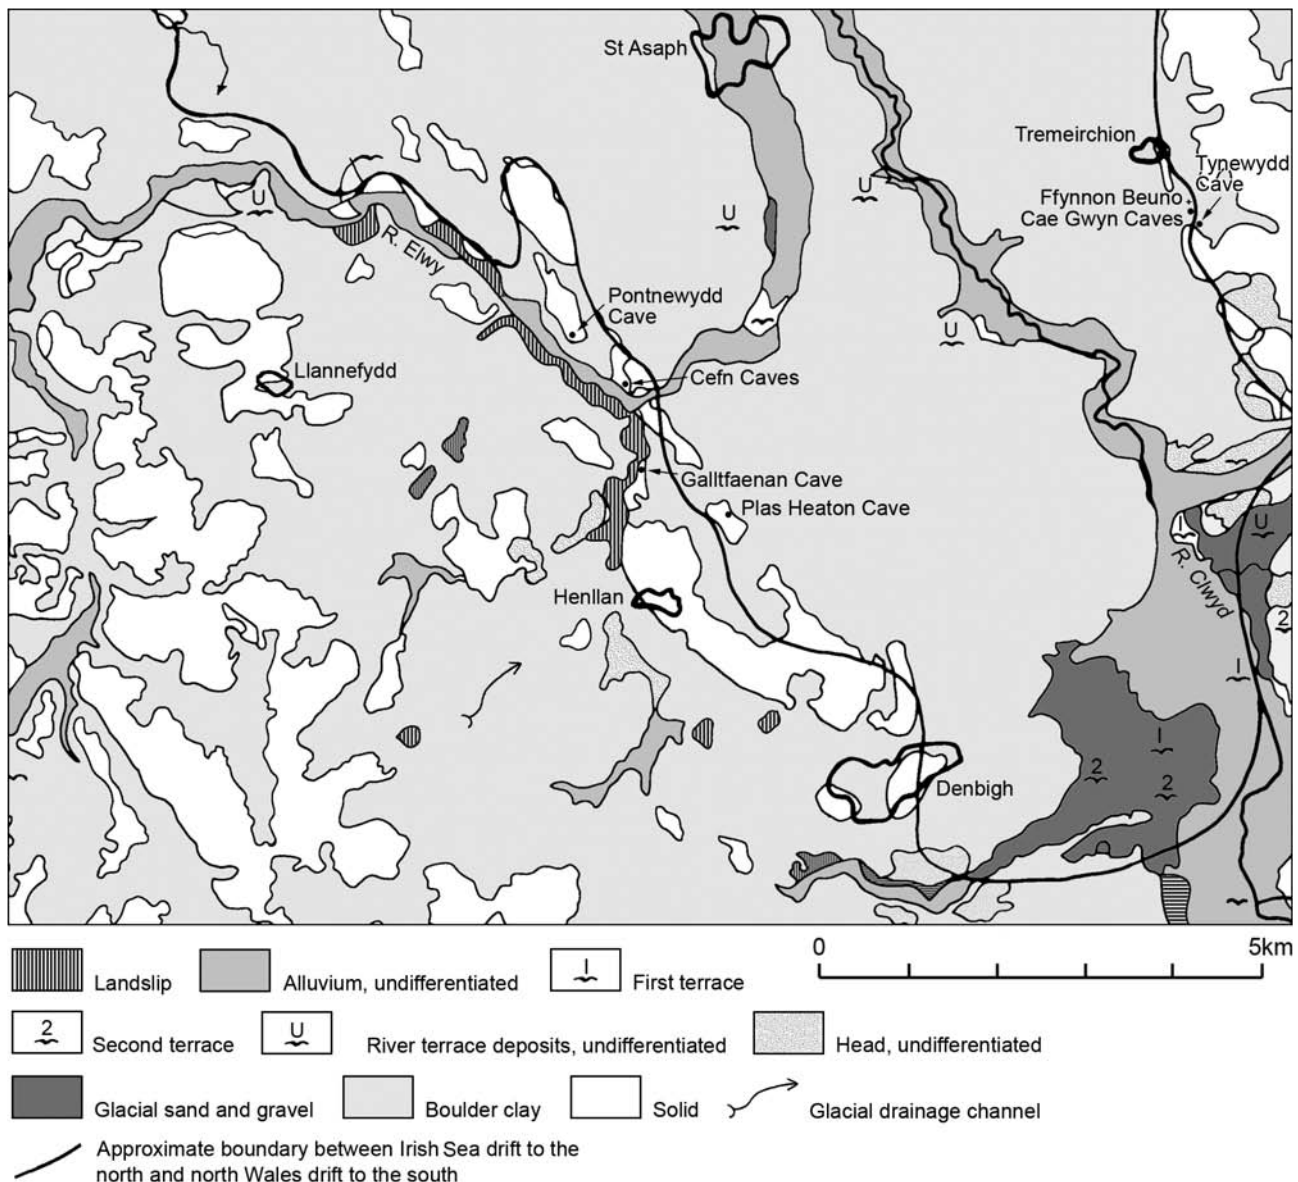 St Asaph
Tremeirchion
Tynewydd
Cave
Ffynnon Beuno
Cae Gwyn Caves
U
U
U
R. Elwy
Pontnewydd
Cave
U
Llannefydd
Cefn Caves
Galltfaenan Cave
Plas Heaton Cave
I
U
R. Clwyd
Henllan
2
I
I
2
2
Denbigh
0
5km
Landslip
Alluvium, undifferentiated
I
First terrace
2
Second terrace
U
River terrace deposits, undifferentiated
Head, undifferentiated
Glacial sand and gravel
Boulder clay
Solid
Glacial drainage channel
Approximate boundary between Irish Sea drift to the
north and north Wales drift to the south